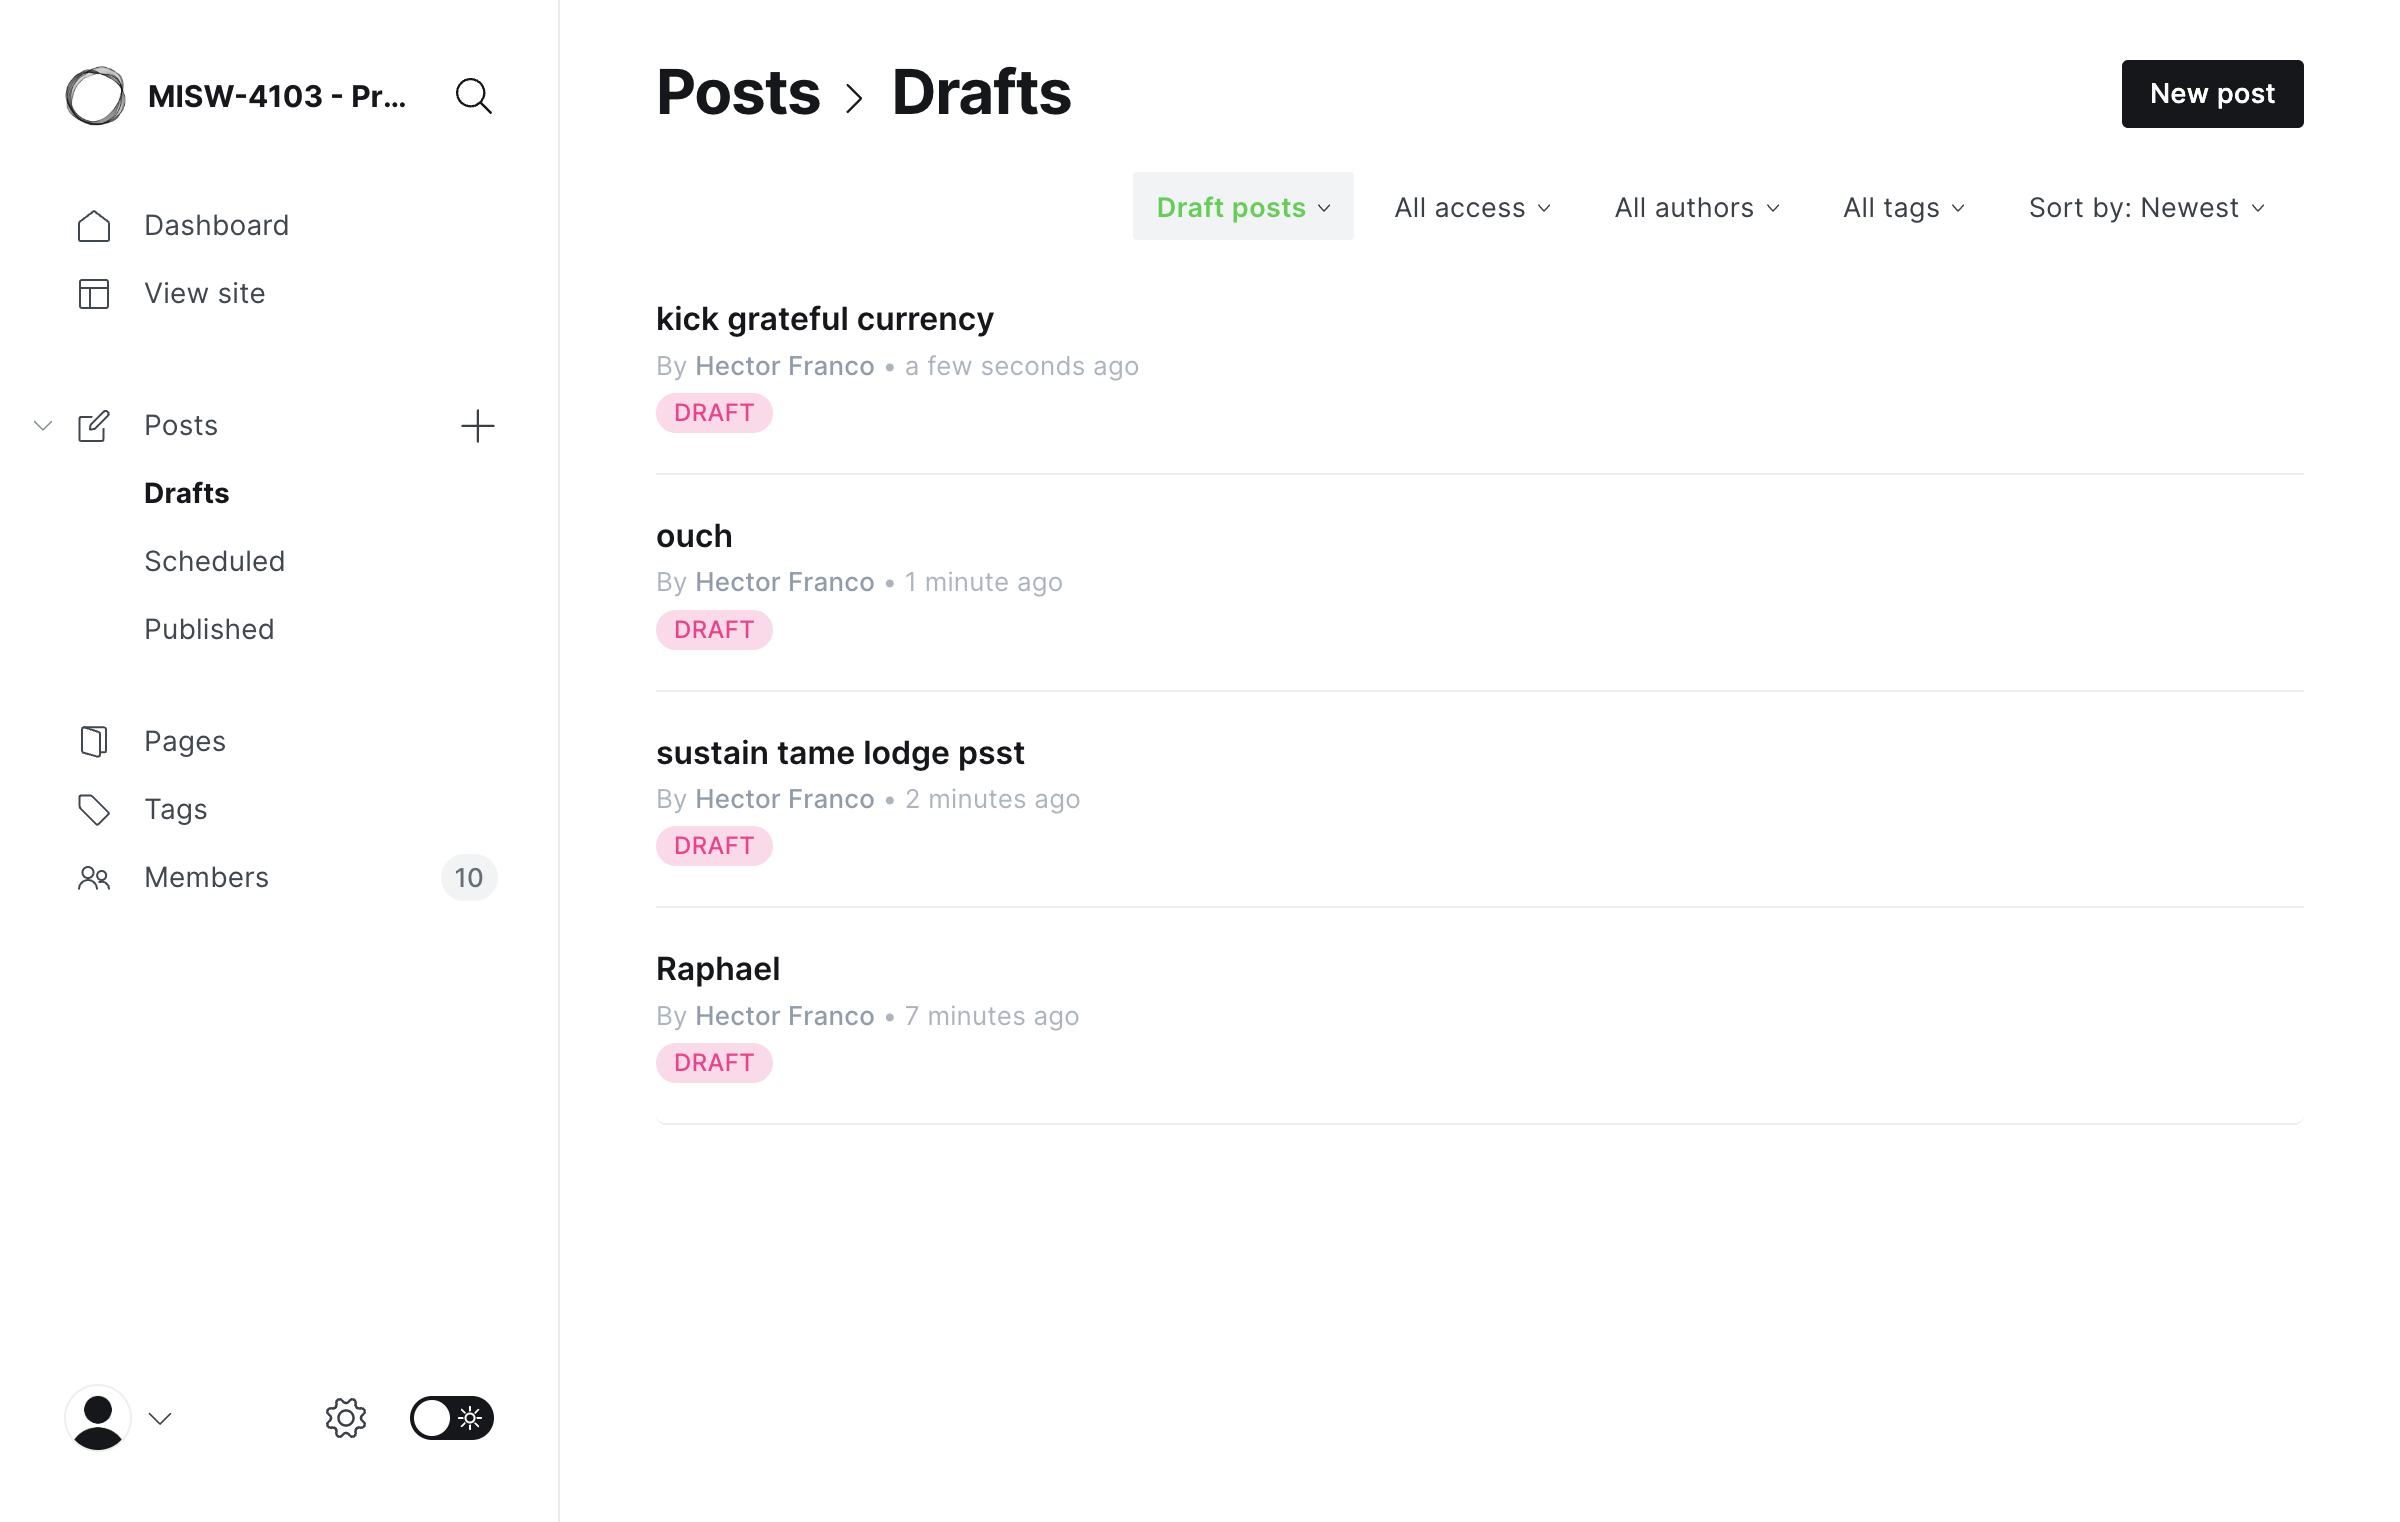 MISW-4103 - Pr...
Dashboard
View site
Posts
Drafts
Scheduled
Published
Pages
Tags
Members 10
Posts > Drafts
New post
Draft posts All access All authors All tags Sort by: Newest
kick grateful currency
By Hector Franco • a few seconds ago
DRAFT
ouch
By Hector Franco • 1 minute ago
DRAFT
sustain tame lodge psst
By Hector Franco • 2 minutes ago
DRAFT
Raphael
By Hector Franco • 7 minutes ago
DRAFT